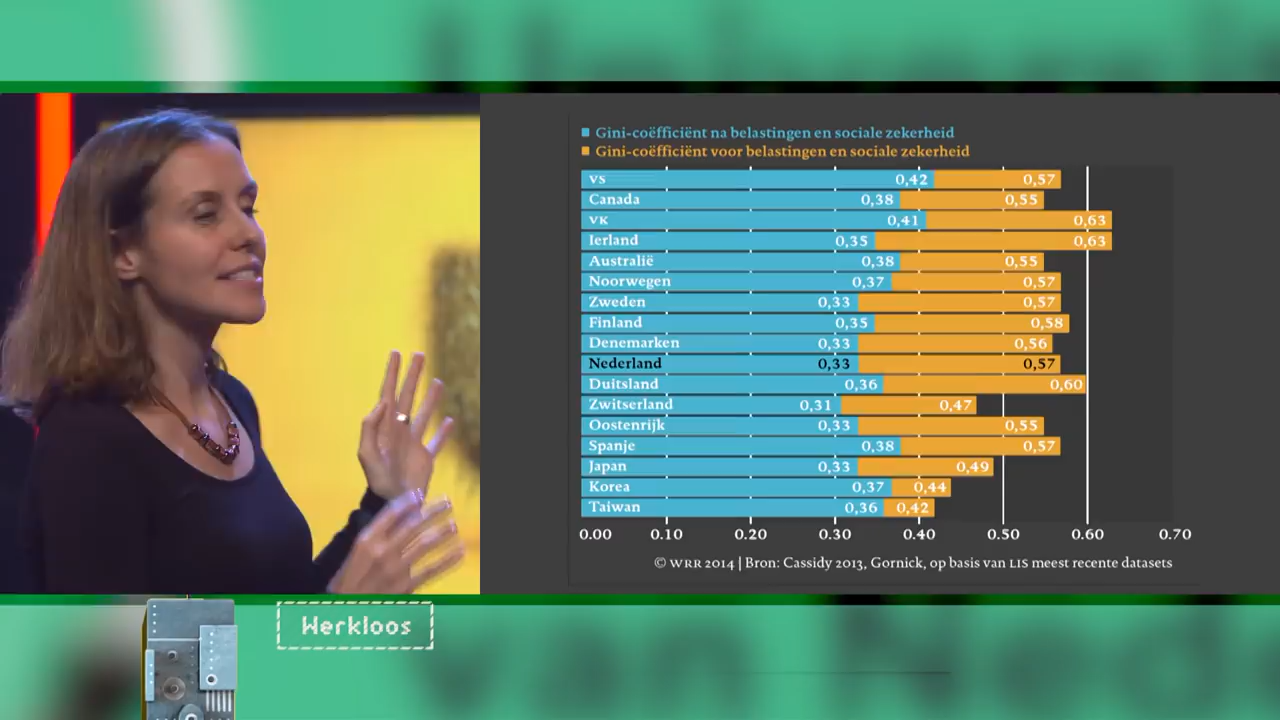 Gini-coëfficiënt na belastingen en sociale zekerheid
Gini-coëfficiënt voor belastingen en sociale zekerheid
VS 0,42 0,57
Canada 0,38 0,55
VK 0,41 0,63
Ierland 0,35 0,63
Australië 0,38 0,55
Noorwegen 0,37 0,57
Zweden 0,33 0,57
Finland 0,35 0,58
Denemarken 0,33 0,56
Nederland 0,33 0,57
Duitsland 0,36 0,60
Zwitserland 0,31 0,47
Oostenrijk 0,33 0,55
Spanje 0,38 0,57
Japan 0,33 0,49
Korea 0,37 0,44
Taiwan 0,36 0,42
0.00 0.10 0.20 0.30 0.40 0.50 0.60 0.70
© WRR 2014 | Bron: Cassidy 2013, Gornick, op basis van LIS meest recente datasets
Werkloos